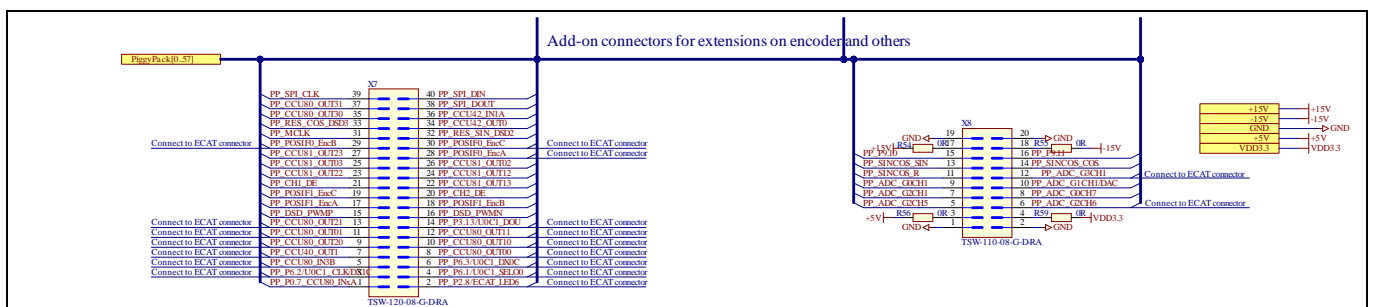 Add-on connectors for extensions on encoder and others
PiggyPack[0..57]
X7
PP_SPI_CLK 39 40 PP_SPI_DIN
PP_CCU80_OUT31 37 38 PP_SPI_DOUT
PP_CCU80_OUT30 35 36 PP_CCU42_IN1A
PP_RES_COS_DSD3 33 34 PP_CCU42_OUT0
PP_MCLK 31 32 PP_RES_SIN_DSD2
Connect to ECAT connector PP_POSIF0_EncB 29 30 PP_POSIF0_EncC Connect to ECAT connector
PP_CCU81_OUT23 27 28 PP_POSIF0_EncA Connect to ECAT connector
PP_CCU81_OUT03 25 26 PP_CCU81_OUT02
PP_CCU81_OUT22 23 24 PP_CCU81_OUT12
PP_CH1_DE 21 22 PP_CCU81_OUT13
PP_POSIF1_EncC 19 20 PP_CH2_DE
PP_POSIF1_EncA 17 18 PP_POSIF1_EncB
PP_DSD_PWMP 15 16 PP_DSD_PWMN
Connect to ECAT connector PP_CCU80_OUT21 13 14 PP_P3.13/U0C1_DOU Connect to ECAT connector
Connect to ECAT connector PP_CCU80_OUT01 11 12 PP_CCU80_OUT11 Connect to ECAT connector
Connect to ECAT connector PP_CCU80_OUT20 9 10 PP_CCU80_OUT10 Connect to ECAT connector
Connect to ECAT connector PP_CCU40_OUT1 7 8 PP_CCU80_OUT00 Connect to ECAT connector
Connect to ECAT connector PP_CCU80_IN3B 5 6 PP_P6.3/U0C1_DX0C Connect to ECAT connector
Connect to ECAT connector PP_P6.2/U0C1_CLK/DX1C 4 PP_P6.1/U0C1_SELO0 Connect to ECAT connector
PP_P0.7_CCU80_INxA 1 2 PP_P2.8/ECAT_LED6 Connect to ECAT connector
TSW-120-08-G-DRA
X8
GND 19 20 GND
+15V R54 0R 17 18 R55 0R -15V
PP_P9.10 15 16 PP_P9.11
PP_SINCOS_SIN 13 14 PP_SINCOS_COS
PP_SINCOS_R 11 12 PP_ADC_G3CH1 Connect to ECAT connector
PP_ADC_G0CH1 9 10 PP_ADC_G1CH1/DAC
PP_ADC_G2CH1 7 8 PP_ADC_G0CH7
PP_ADC_G2CH5 5 6 PP_ADC_G2CH6 Connect to ECAT connector
+5V R56 0R 3 4 R59 0R VDD3.3
GND 1 2 GND
TSW-110-08-G-DRA
+15V +15V
-15V -15V
GND GND
+5V +5V
VDD3.3 VDD3.3